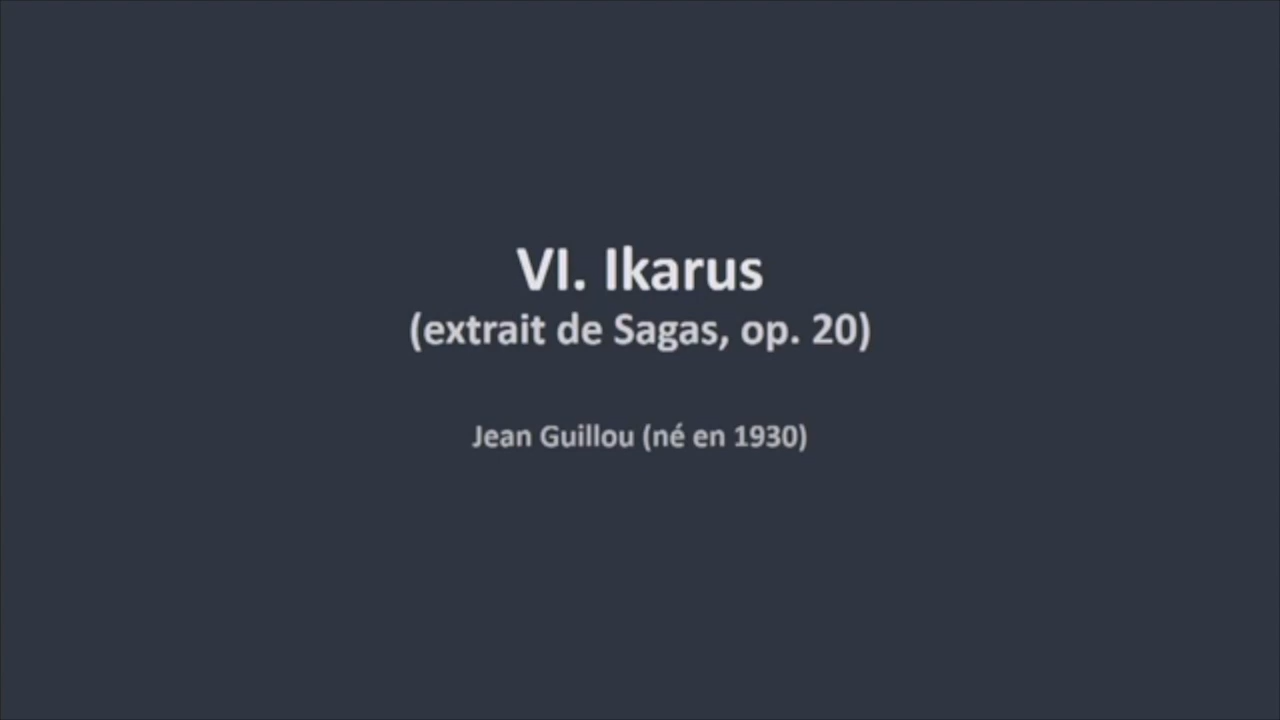 VI. Ikarus
(extrait de Sagas, op. 20)
Jean Guillou (né en 1930)